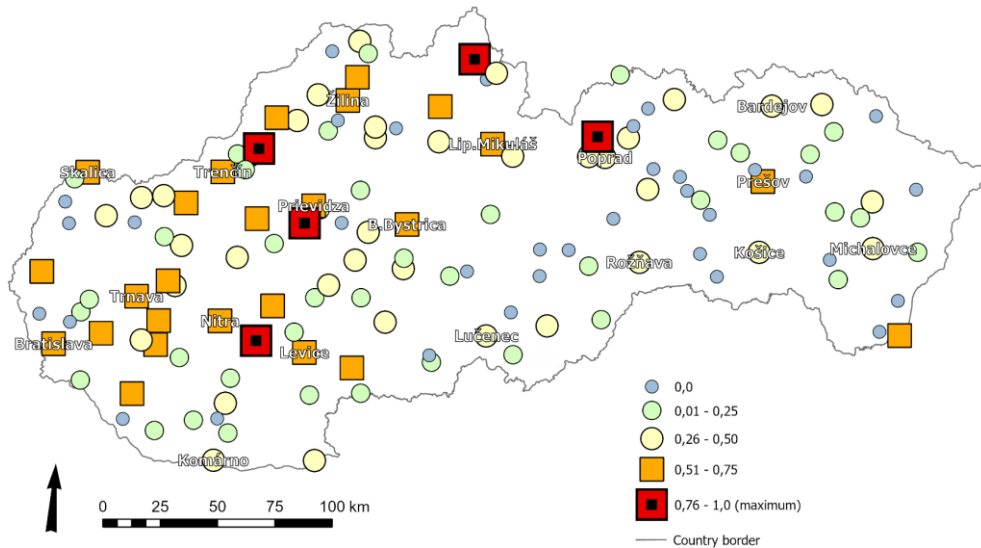 Žilina
Bardejov
Lip.Mikuláš
Poprad
Skalica
Trenčín
Prešov
Prievidza
B.Bystrica
Košice
Michalovce
Rožňava
Trnava
Nitra
Bratislava
Lučenec
Levice
Komárno
0,0
0,01 - 0,25
0,26 - 0,50
0,51 - 0,75
0,76 - 1,0 (maximum)
Country border
0 25 50 75 100 km